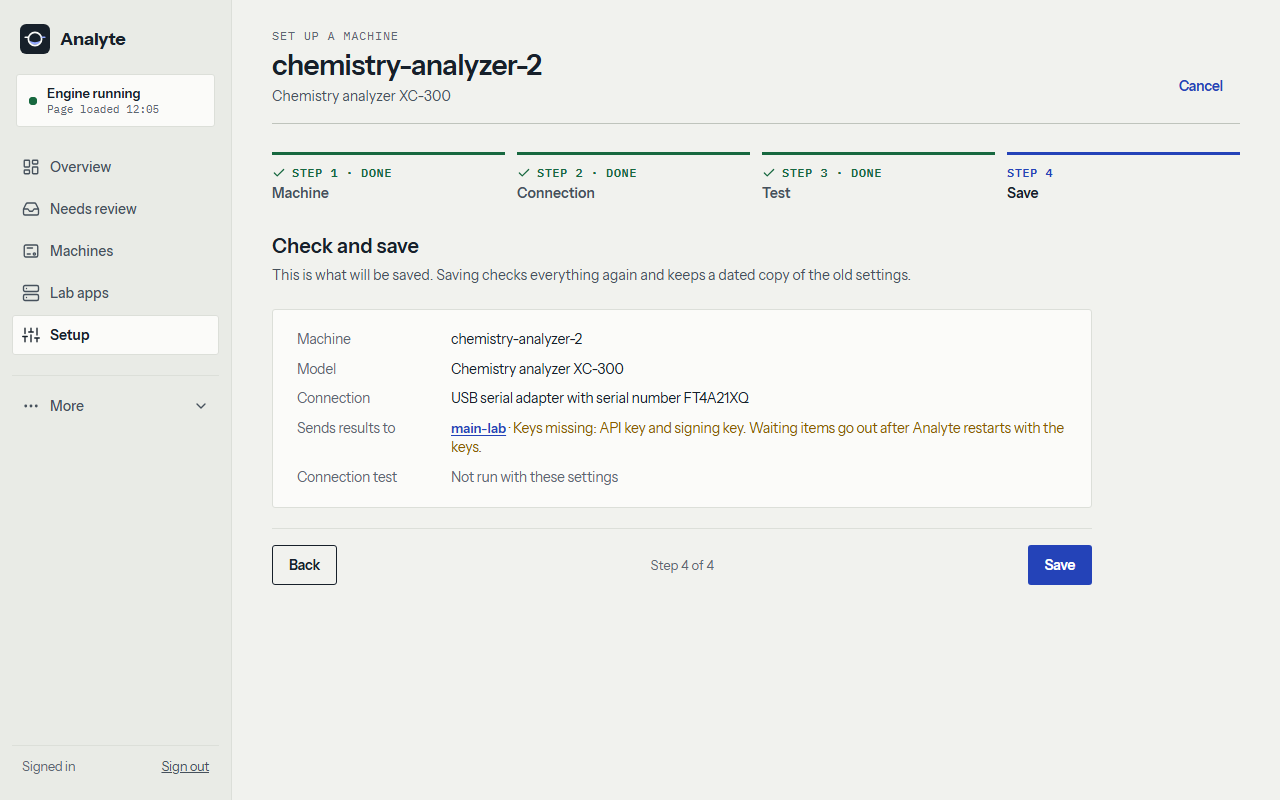 Analyte
Engine running
Page loaded 12:05
Overview
Needs review
Machines
Lab apps
Setup
More
Signed in
Sign out
SET UP A MACHINE
chemistry-analyzer-2
Chemistry analyzer XC-300
Cancel
STEP 1 · DONE
Machine
STEP 2 · DONE
Connection
STEP 3 · DONE
Test
STEP 4
Save
Check and save
This is what will be saved. Saving checks everything again and keeps a dated copy of the old settings.
Machine chemistry-analyzer-2
Model Chemistry analyzer XC-300
Connection USB serial adapter with serial number FT4A21XQ
Sends results to main-lab · Keys missing: API key and signing key. Waiting items go out after Analyte restarts with the
keys.
Connection test Not run with these settings
Back
Step 4 of 4
Save